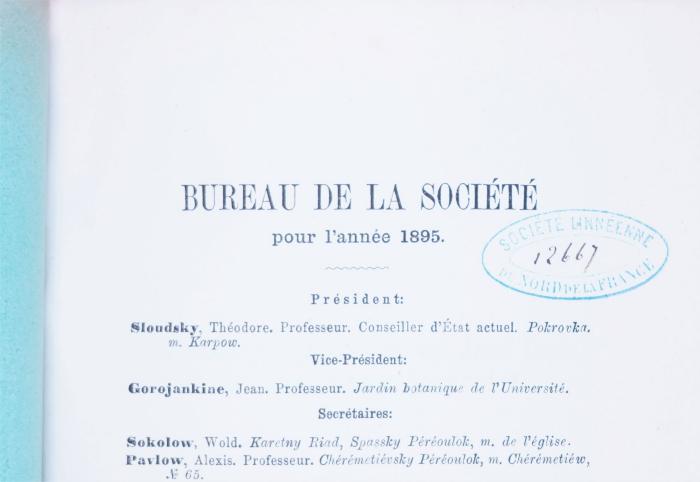 BUREAU DE LA SOCIÉTÉ
pour l'année 1895.
SOCIÉTÉ LINNÉENNE
12667
DU NORD DE LA FRANCE
Président:
Sloudsky, Théodore. Professeur. Conseiller d'État actuel. Pokrovka.
m. Karpow.
Vice-Président:
Gorojankine, Jean. Professeur. Jardin botanique de l'Université.
Secrétaires:
Sokolow, Wold. Karetny Riad, Spassky Péréoulok, m. de l'église.
Pavlow, Alexis. Professeur. Chérémetiévsky Péréoulok, m. Chérémetiéw,
№ 65.